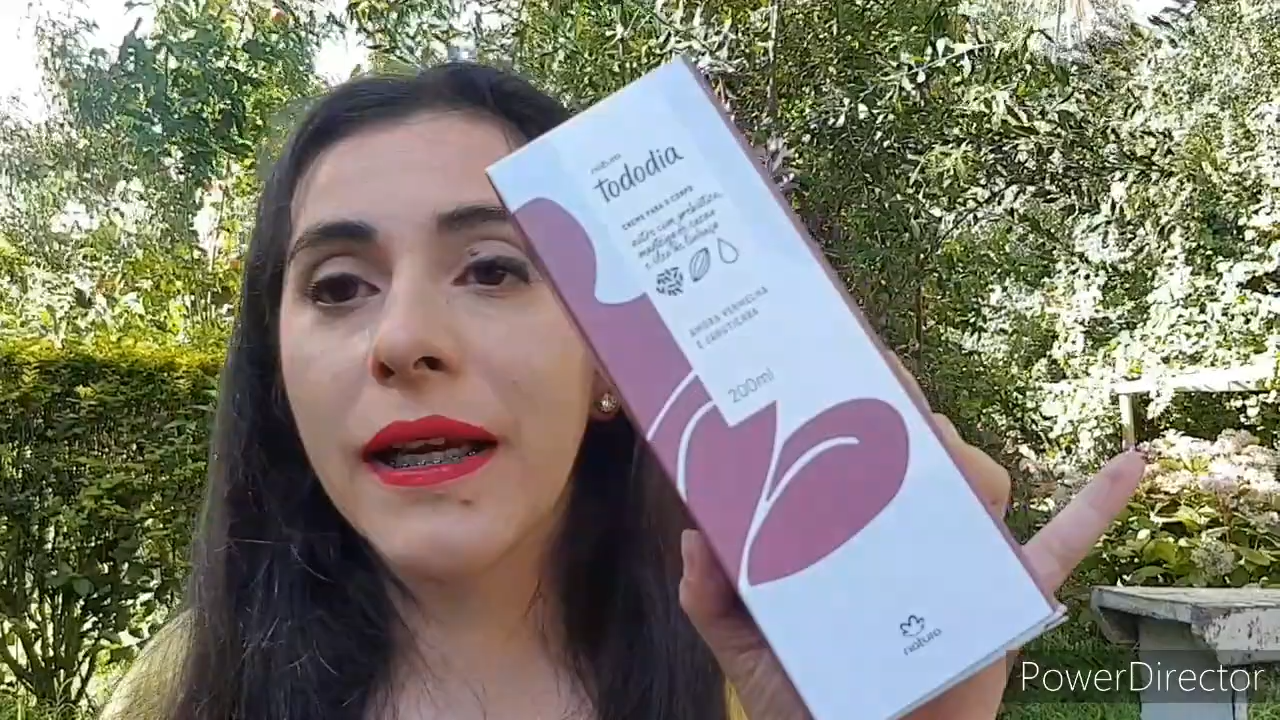 natura
tododia
CREME PARA O CORPO
nutre com prebiótico,
manteiga de cacau
e óleo de linhaça
AMORA VERMELHA
E JABUTICABA
200ml
natura
PowerDirector